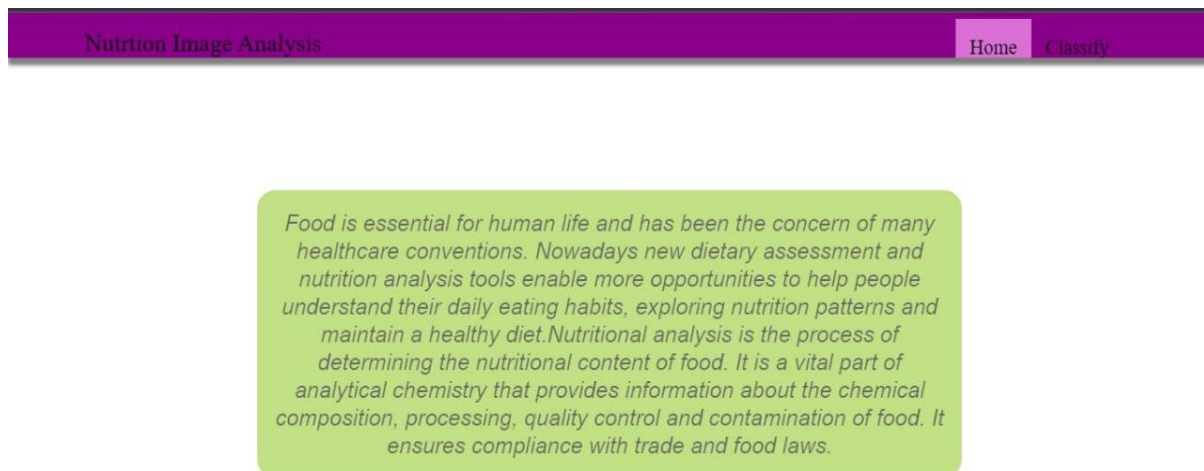 Nutrtion Image Analysis
Home Classify
Food is essential for human life and has been the concern of many
healthcare conventions. Nowadays new dietary assessment and
nutrition analysis tools enable more opportunities to help people
understand their daily eating habits, exploring nutrition patterns and
maintain a healthy diet.Nutritional analysis is the process of
determining the nutritional content of food. It is a vital part of
analytical chemistry that provides information about the chemical
composition, processing, quality control and contamination of food. It
ensures compliance with trade and food laws.